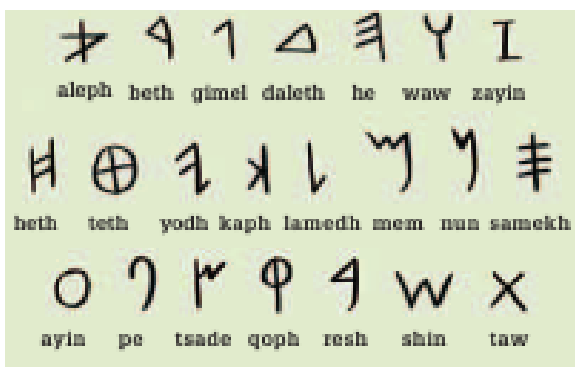 𐤀 𐤁 𐤂 𐤃 𐤄 𐤅 𐤆
aleph beth gimel daleth he waw zayin
𐤇 𐤈 𐤉 𐤊 𐤋 𐤌 𐤍 𐤎
heth teth yodh kaph lamedh mem nun samekh
𐤏 𐤐 𐤑 𐤒 𐤓 𐤔 𐤕
ayin pe tsade qoph resh shin taw